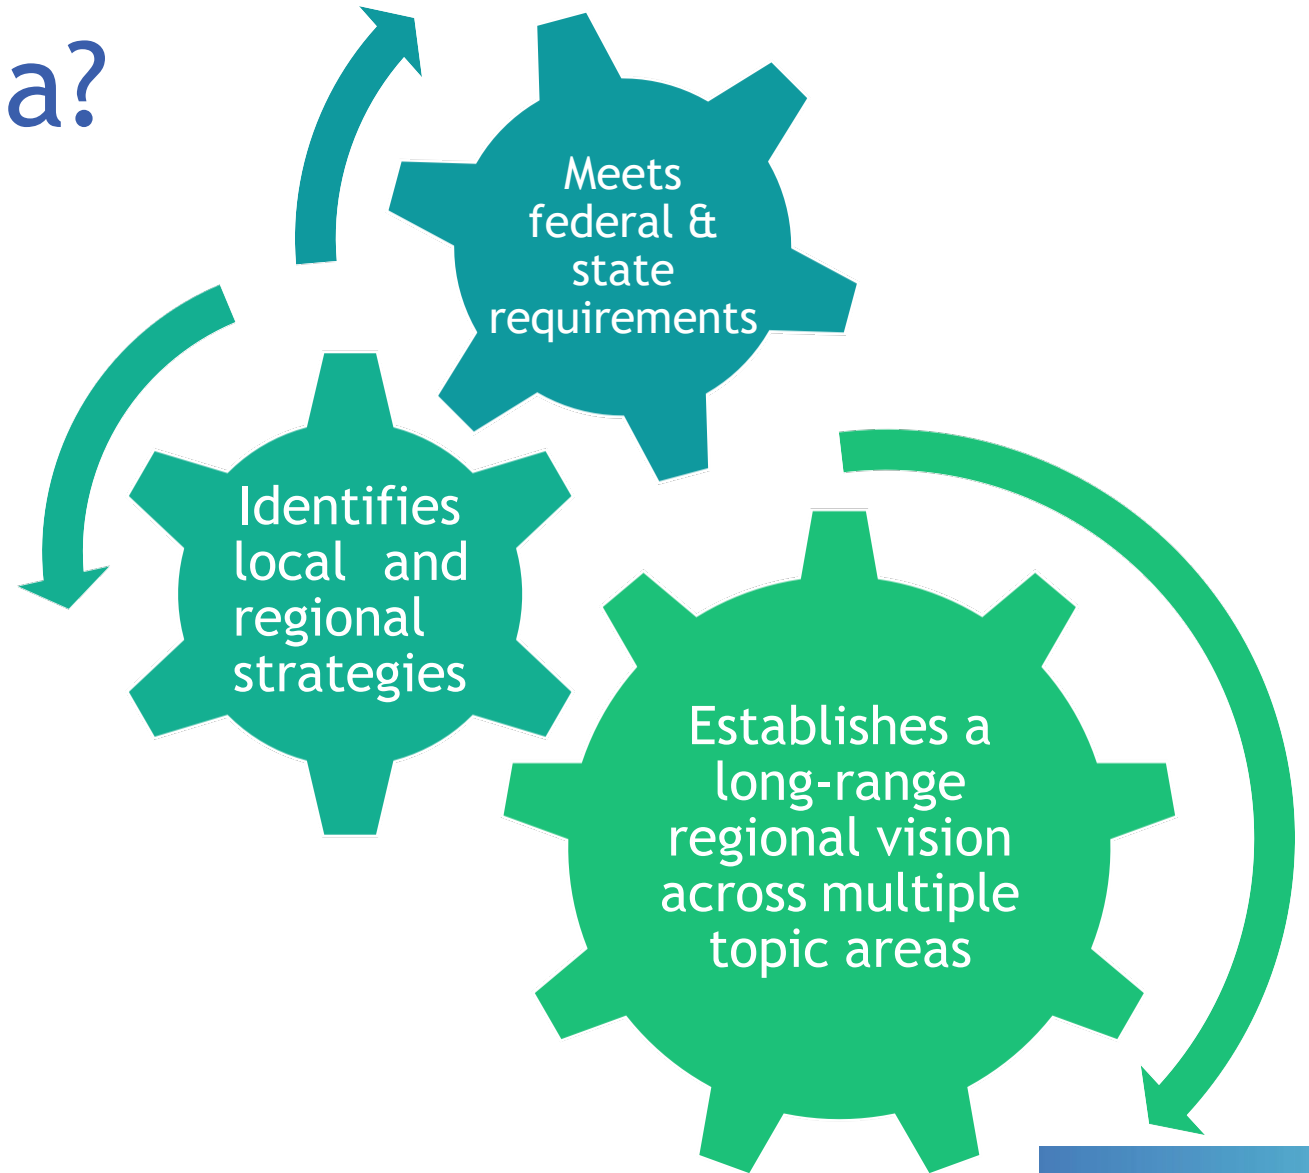 a?
Meets
federal &
state
requirements
Identifies
local and
regional
strategies
Establishes a
long-range
regional vision
across multiple
topic areas